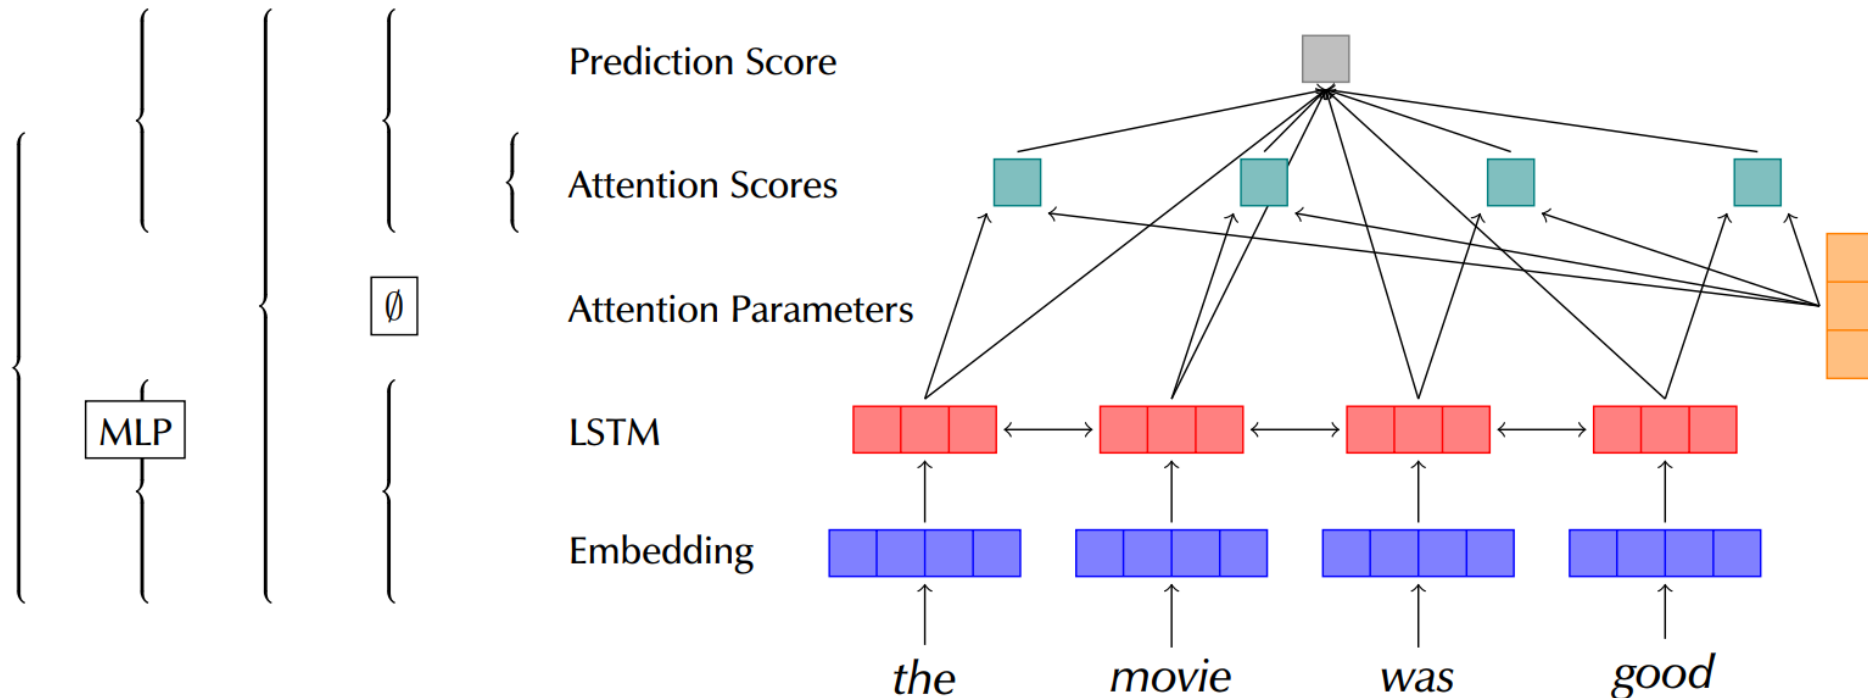 Prediction Score
Attention Scores
∅
Attention Parameters
MLP
LSTM
Embedding
the movie was good